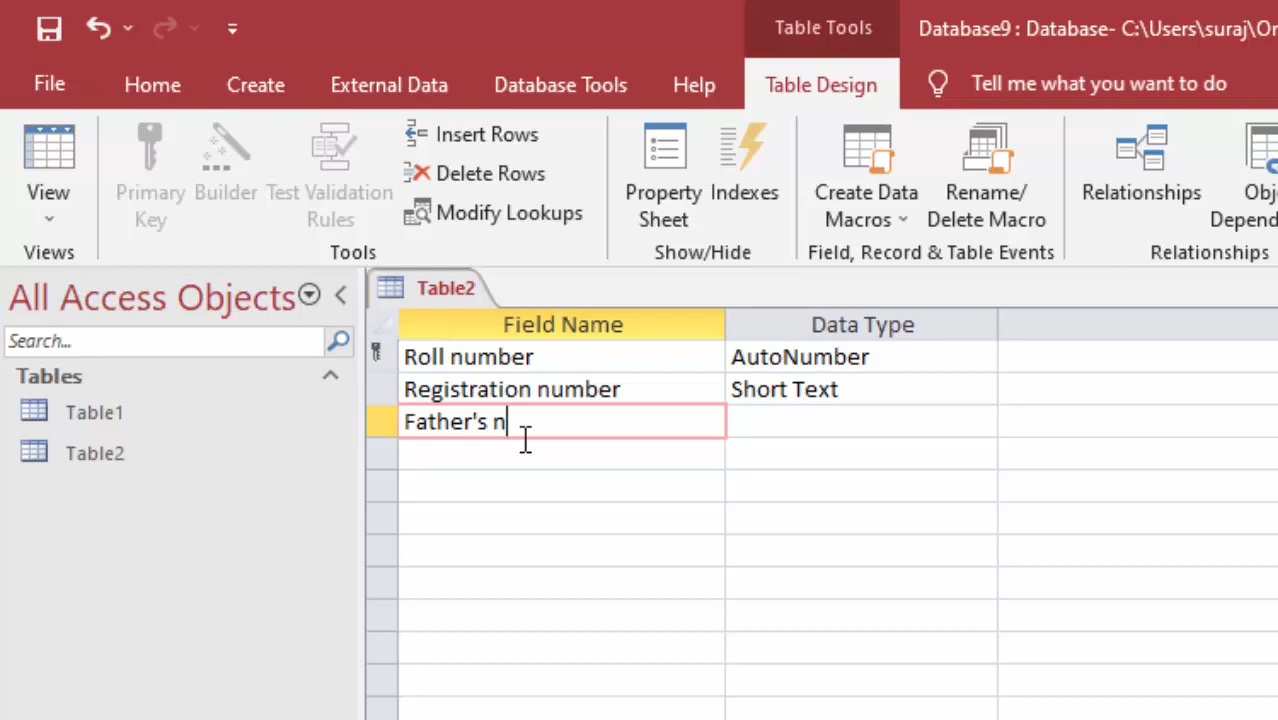 Table Tools
Database9 : Database- C:\Users\suraj\Or
File Home Create External Data Database Tools Help Table Design Tell me what you want to do
View
Primary Key
Builder
Test Validation Rules
Insert Rows
Delete Rows
Modify Lookups
Property Sheet
Indexes
Create Data Macros
Rename/ Delete Macro
Relationships
Obj
Depend
Views Tools Show/Hide Field, Record & Table Events Relationships
All Access Objects
Search...
Tables
Table1
Table2
Table2
Field Name Data Type
Roll number AutoNumber
Registration number Short Text
Father's n